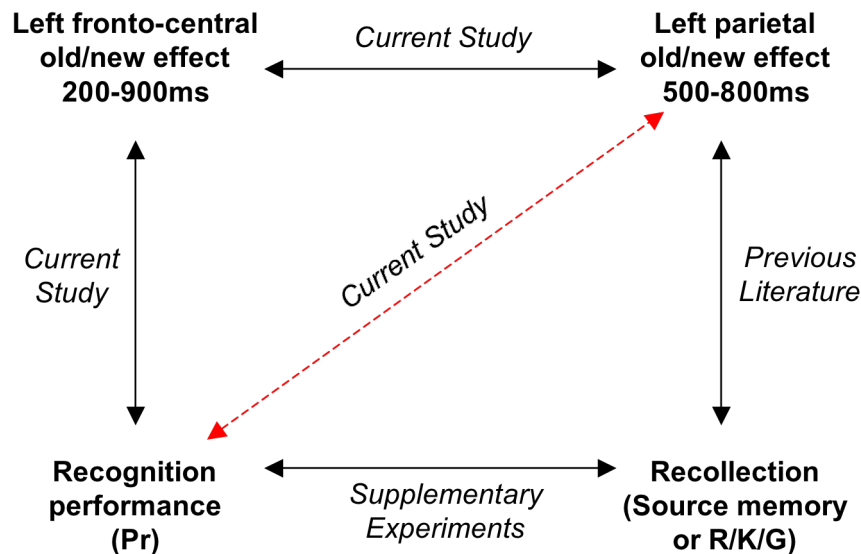 Left fronto-central
old/new effect
200-900ms
Current Study
Left parietal
old/new effect
500-800ms
Current
Study
Current Study
Previous
Literature
Recognition
performance
(Pr)
Supplementary
Experiments
Recollection
(Source memory
or R/K/G)